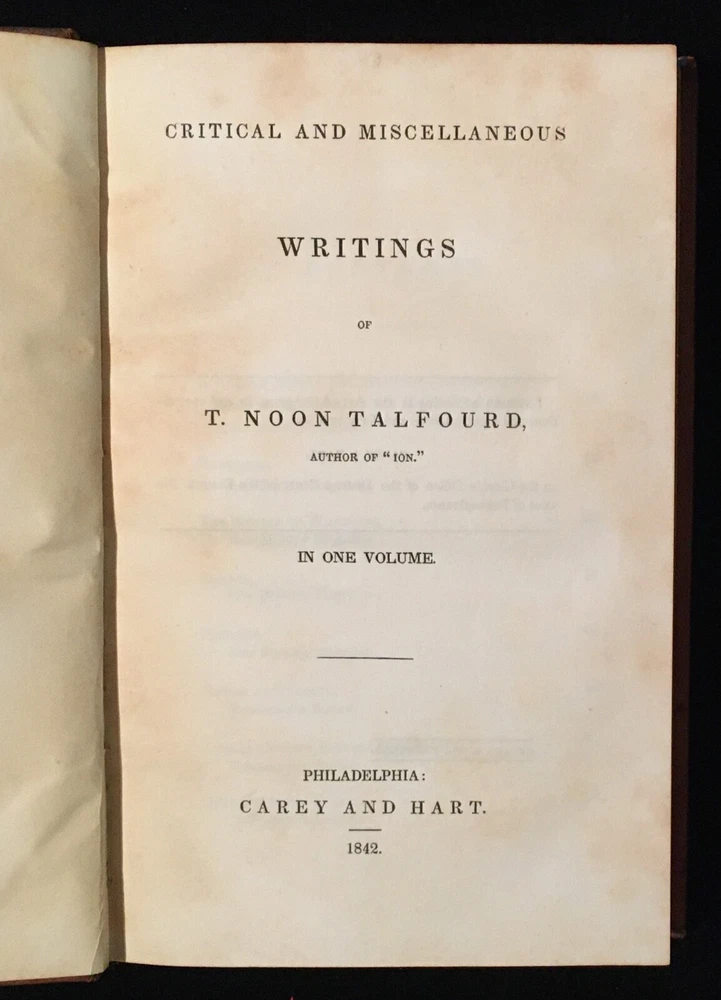 CRITICAL AND MISCELLANEOUS
WRITINGS
OF
T. NOON TALFOURD,
AUTHOR OF "ION."
IN ONE VOLUME.
PHILADELPHIA:
CAREY AND HART.
1842.